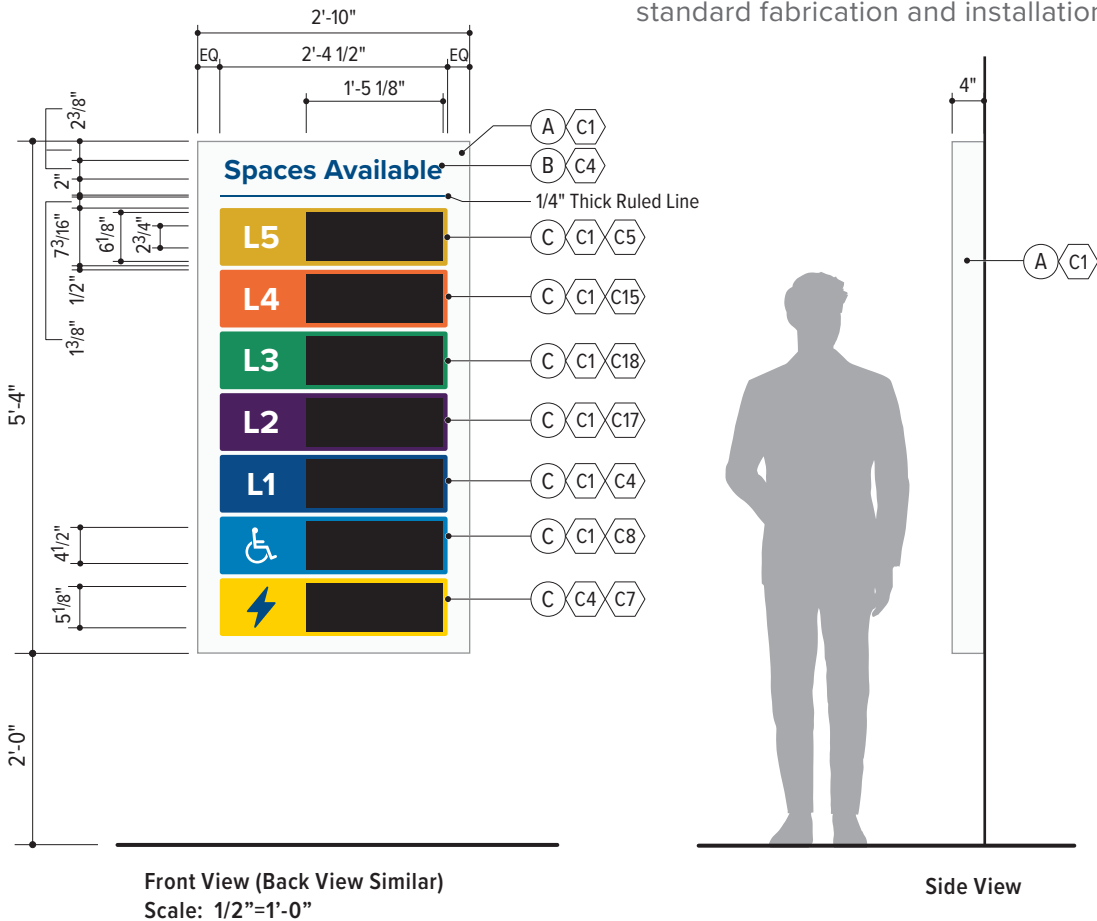 standard fabrication and installation
2'-10"
EQ 2'-4 1/2" EQ
1'-5 1/8"
4"
2 3/8"
2"
7 3/16"
6 1/8"
2 3/4"
1/2"
1 3/8"
5'-4"
4 1/2"
5 1/8"
2'-0"
Spaces Available
L5
L4
L3
L2
L1
A C1
B C4
1/4" Thick Ruled Line
C C1 C5
C C1 C15
C C1 C18
C C1 C17
C C1 C4
C C1 C8
C C4 C7
A C1
Front View (Back View Similar)
Scale: 1/2”=1’-0”
Side View